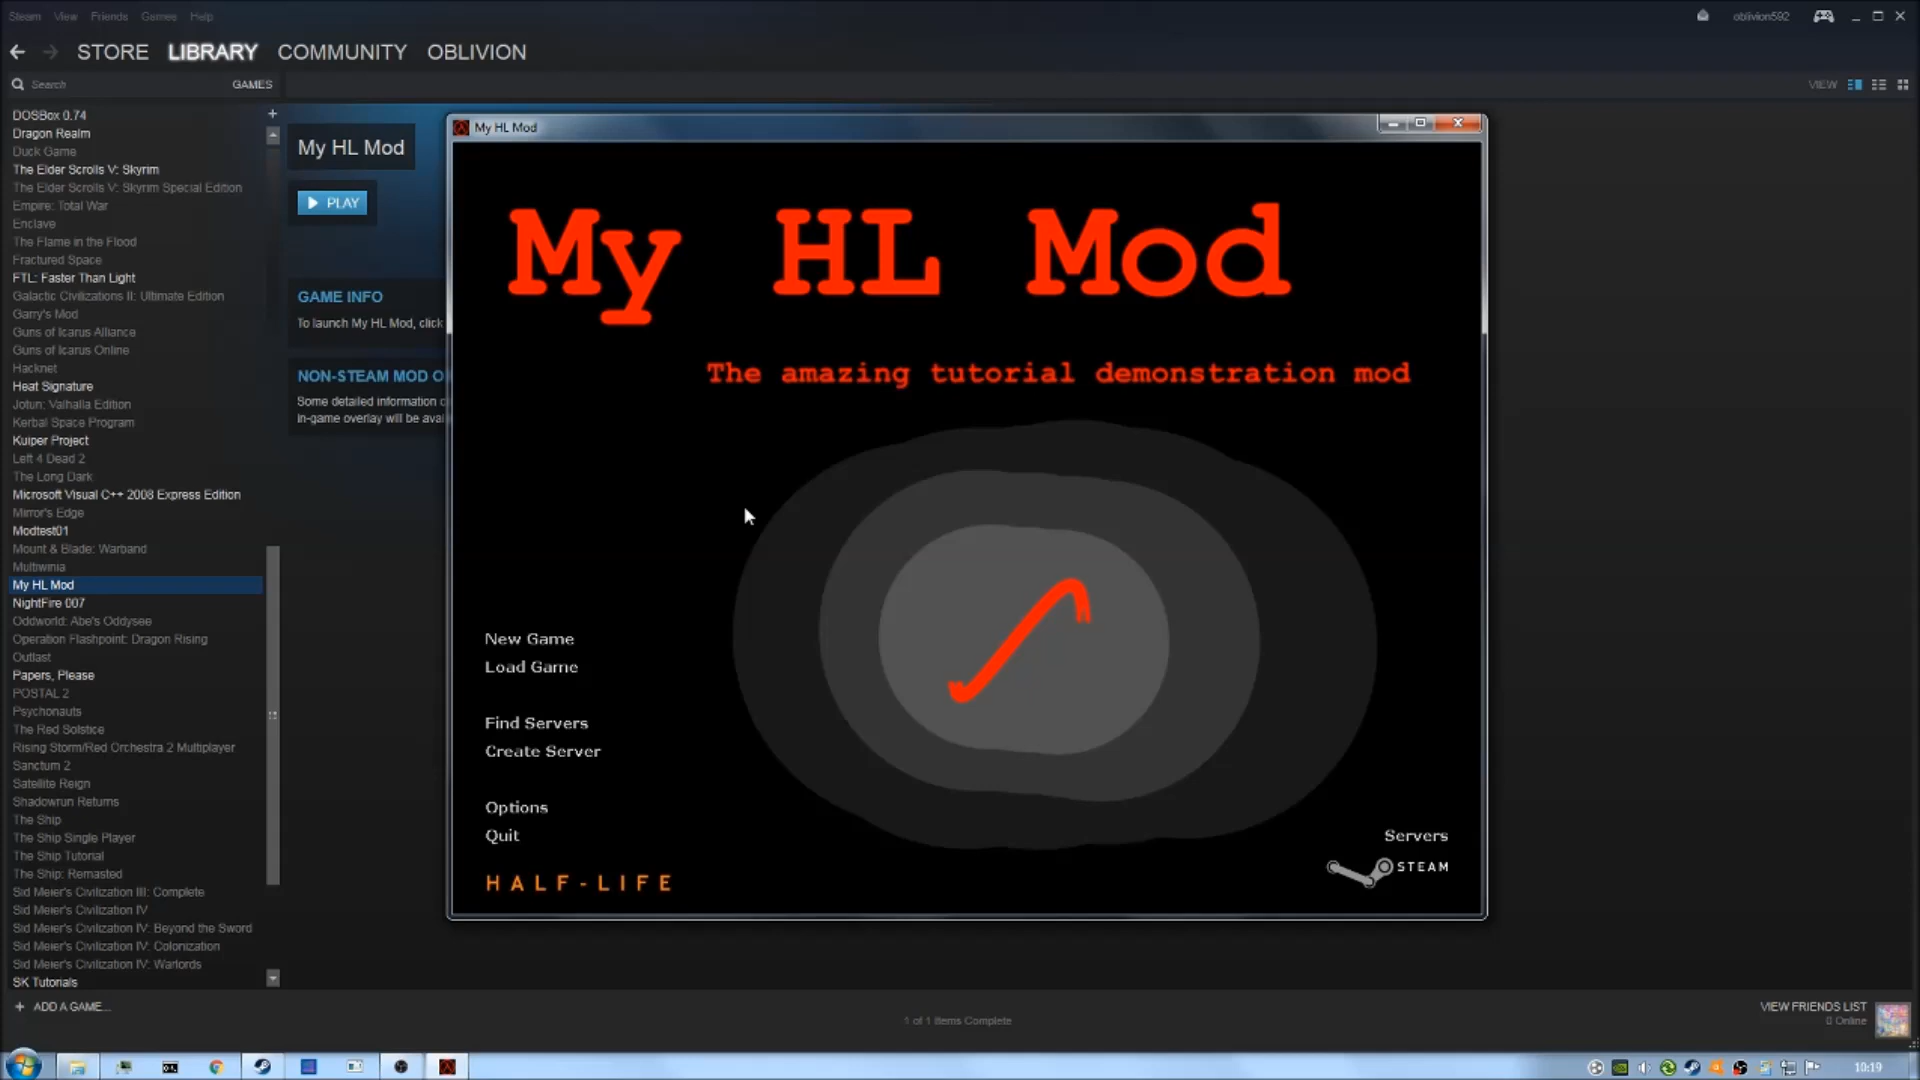 Steam View Friends Games Help
oblivion592
STORE LIBRARY COMMUNITY OBLIVION
Search GAMES
VIEW
DOSBox 0.74
Dragon Realm
Duck Game
The Elder Scrolls V: Skyrim
The Elder Scrolls V: Skyrim Special Edition
Empire: Total War
Enclave
The Flame in the Flood
Fractured Space
FTL: Faster Than Light
Galactic Civilizations II: Ultimate Edition
Garry's Mod
Guns of Icarus Alliance
Guns of Icarus Online
Hacknet
Heat Signature
Jotun: Valhalla Edition
Kerbal Space Program
Kuiper Project
Left 4 Dead 2
The Long Dark
Microsoft Visual C++ 2008 Express Edition
Mirror's Edge
Modtest01
Mount & Blade: Warband
Multiwinia
My HL Mod
NightFire 007
Oddworld: Abe's Oddysee
Operation Flashpoint: Dragon Rising
Outlast
Papers, Please
POSTAL 2
Psychonauts
The Red Solstice
Rising Storm/Red Orchestra 2 Multiplayer
Sanctum 2
Satellite Reign
Shadowrun Returns
The Ship
The Ship Single Player
The Ship Tutorial
The Ship: Remasted
Sid Meier's Civilization III: Complete
Sid Meier's Civilization IV
Sid Meier's Civilization IV: Beyond the Sword
Sid Meier's Civilization IV: Colonization
Sid Meier's Civilization IV: Warlords
SK Tutorials
+ ADD A GAME...
My HL Mod
PLAY
GAME INFO
To launch My HL Mod, click
NON-STEAM MOD O
Some detailed information o
in-game overlay will be avai
My HL Mod
My HL Mod
The amazing tutorial demonstration mod
New Game
Load Game
Find Servers
Create Server
Options
Quit
HALF-LIFE
Servers
STEAM
1 of 1 Items Complete
VIEW FRIENDS LIST
0 Online
10:19